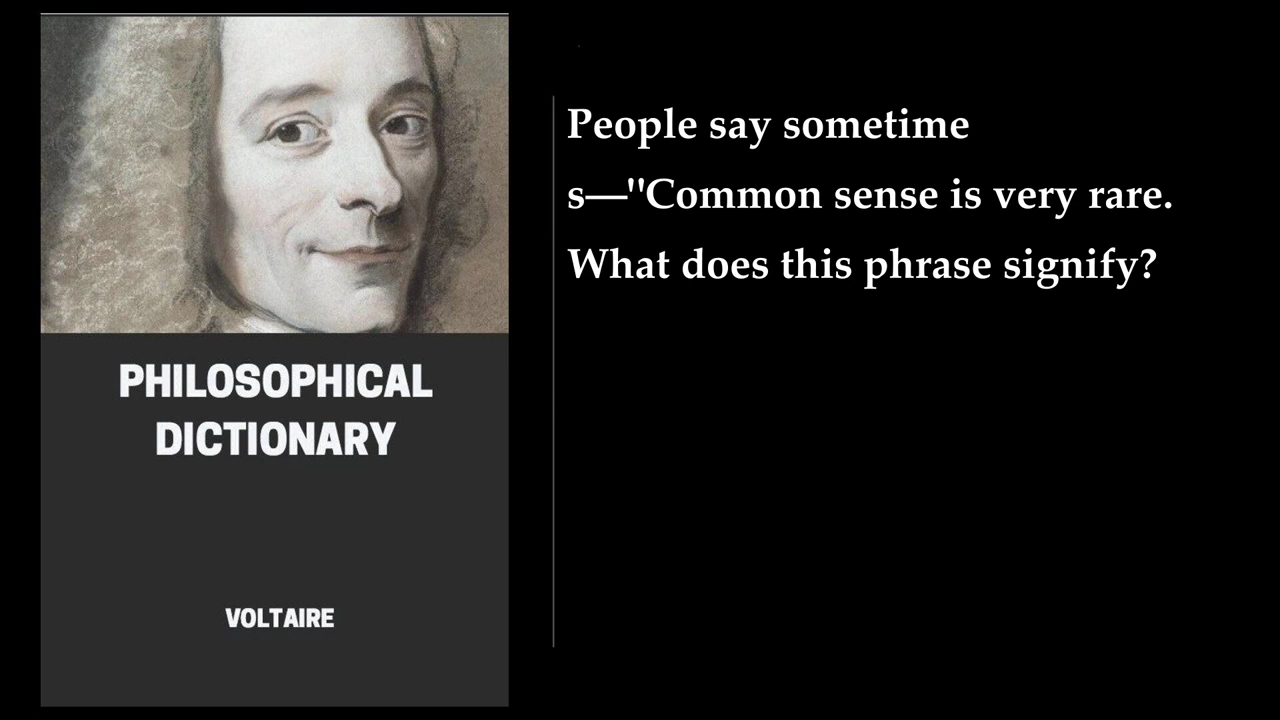 PHILOSOPHICAL
DICTIONARY
VOLTAIRE
People say sometime
s—"Common sense is very rare.
What does this phrase signify?